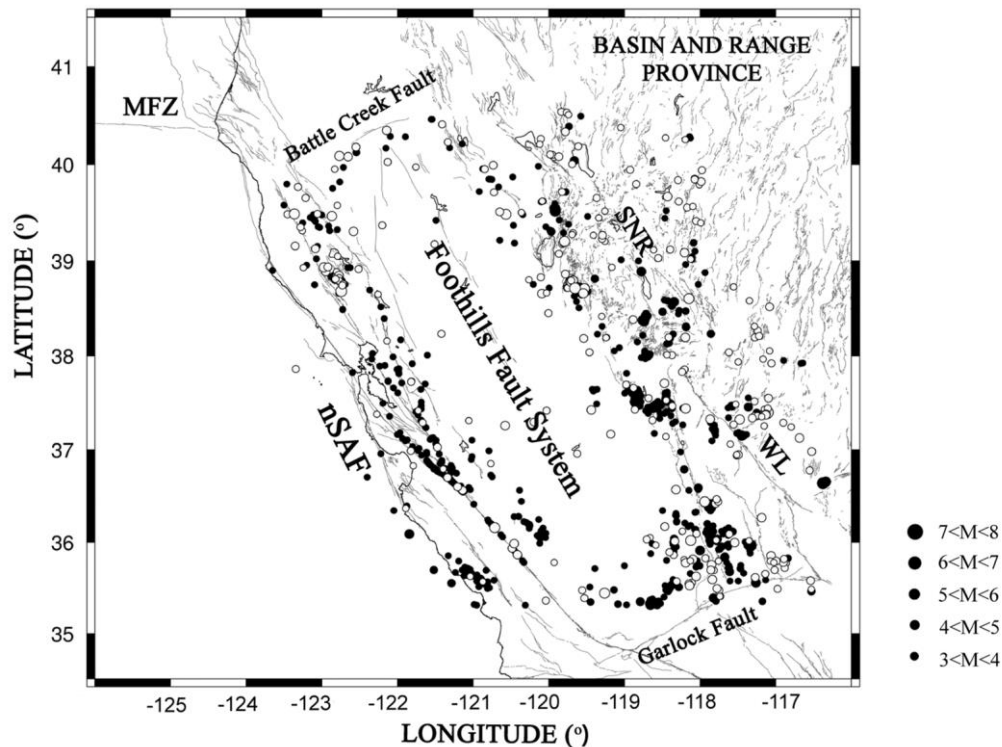 BASIN AND RANGE
PROVINCE
41
MFZ
Battle Creek Fault
40
SNR
39
Foothills Fault System
LATITUDE (º)
38
nSAF
37
WL
36
7<M<8
6<M<7
5<M<6
4<M<5
3<M<4
35
Garlock Fault
-125
-124
-123
-122
-121
-120
-119
-118
-117
LONGITUDE (º)